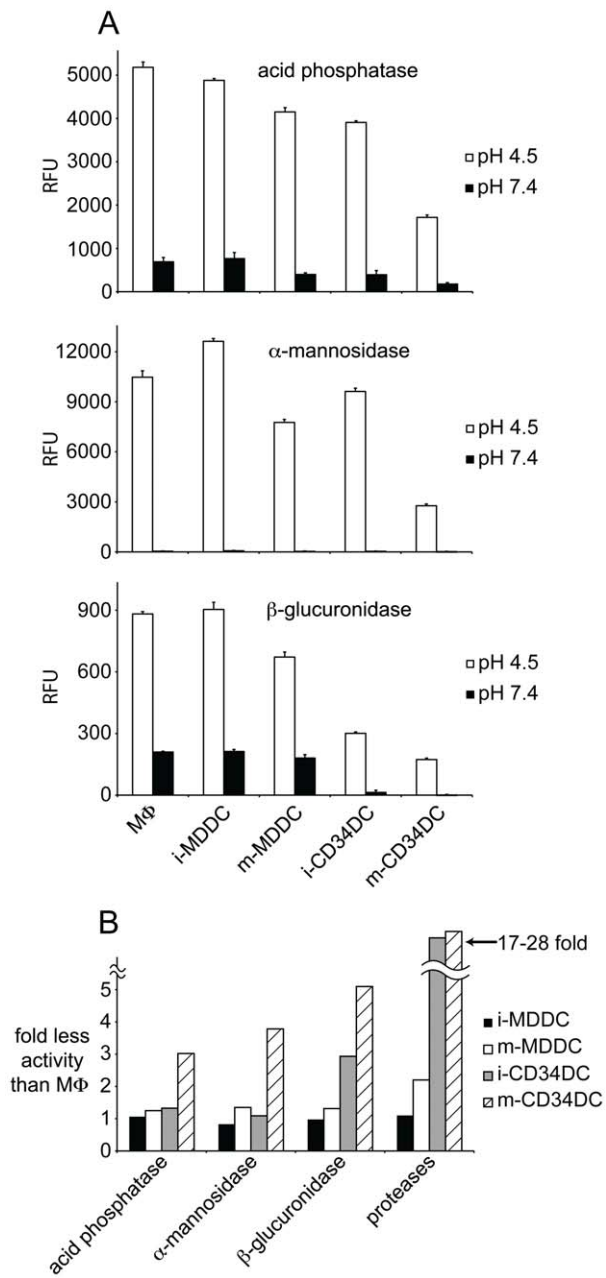 A
acid phosphatase
5000
4000
3000
2000
1000
0
RFU
pH 4.5
pH 7.4
α-mannosidase
12000
9000
6000
3000
0
RFU
pH 4.5
pH 7.4
β-glucuronidase
900
600
300
0
RFU
pH 4.5
pH 7.4
MΦ
i-MDDC
m-MDDC
i-CD34DC
m-CD34DC
B
17-28 fold
5
4
3
2
1
0
fold less
activity
than MΦ
i-MDDC
m-MDDC
i-CD34DC
m-CD34DC
acid phosphatase
α-mannosidase
β-glucuronidase
proteases